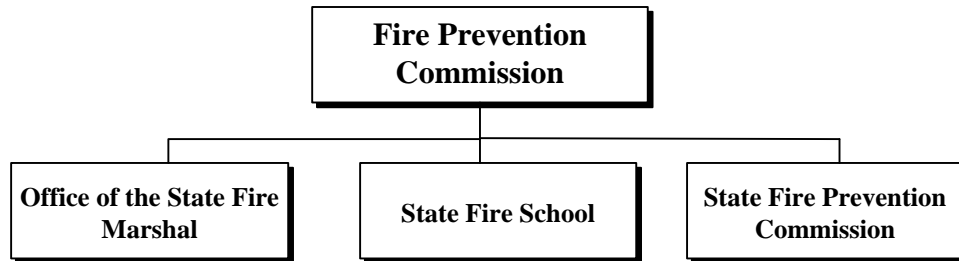 Fire Prevention
Commission
Office of the State Fire
Marshal
State Fire School
State Fire Prevention
Commission